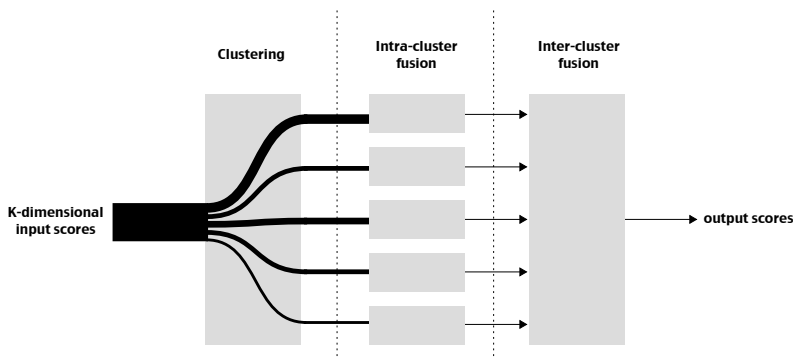 Clustering
Intra-cluster
fusion
Inter-cluster
fusion
K-dimensional
input scores
output scores